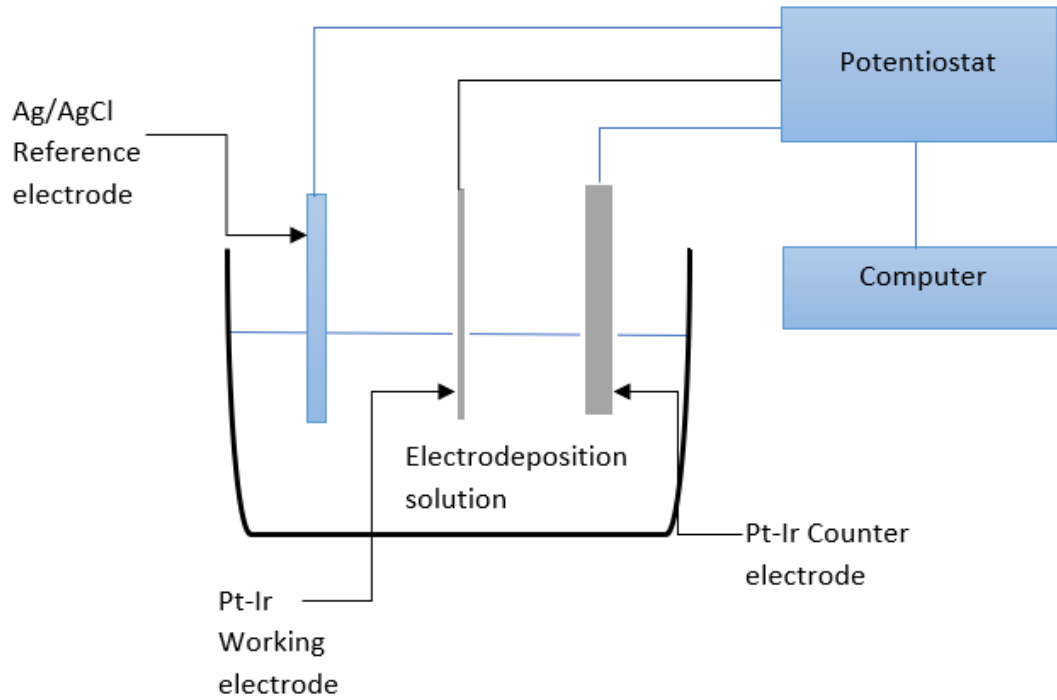 Potentiostat
Ag/AgCl
Reference
electrode
Computer
Electrodeposition
solution
Pt-Ir Counter
electrode
Pt-Ir
Working
electrode